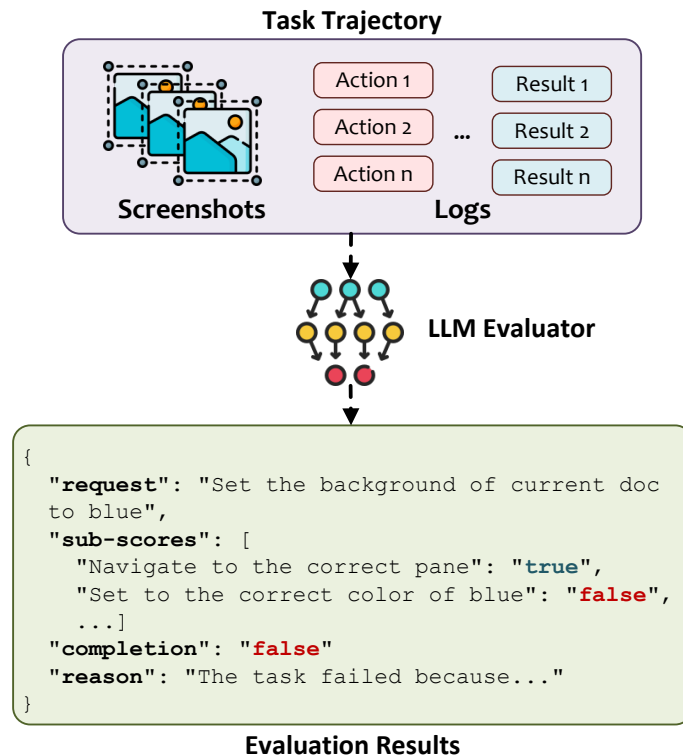 Task Trajectory
Action 1
Result 1
Action 2
...
Result 2
Action n
Result n
Screenshots
Logs
LLM Evaluator
{
"request": "Set the background of current doc
to blue",
"sub-scores": [
"Navigate to the correct pane": "true",
"Set to the correct color of blue": "false",
...]
"completion": "false"
"reason": "The task failed because..."
}
Evaluation Results